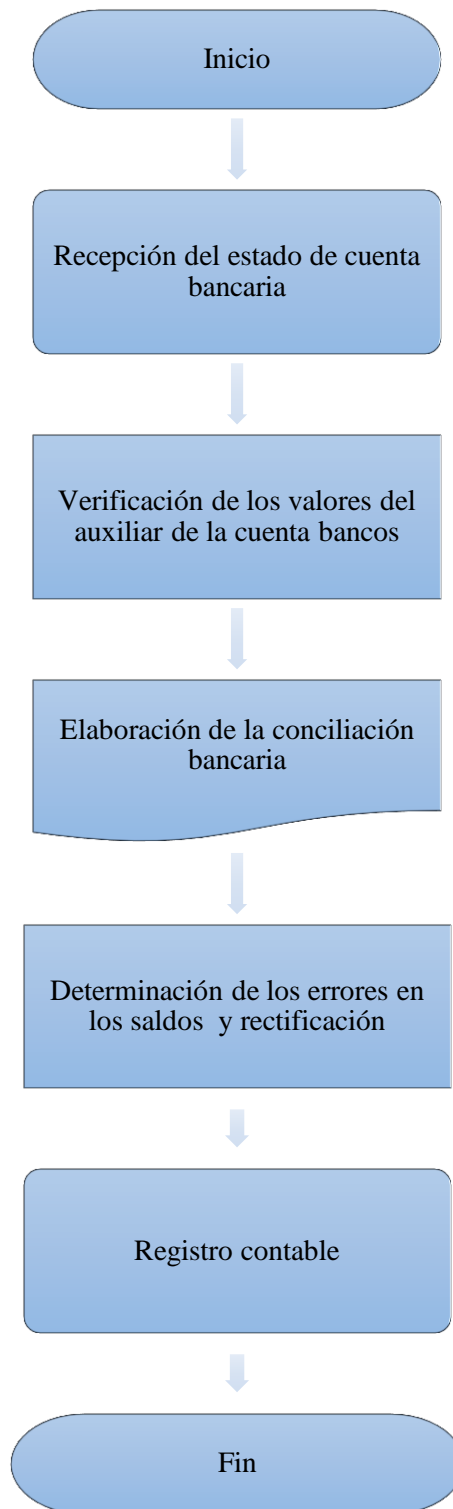 Inicio
Recepción del estado de cuenta
bancaria
Verificación de los valores del
auxiliar de la cuenta bancos
Elaboración de la conciliación
bancaria
Determinación de los errores en
los saldos y rectificación
Registro contable
Fin